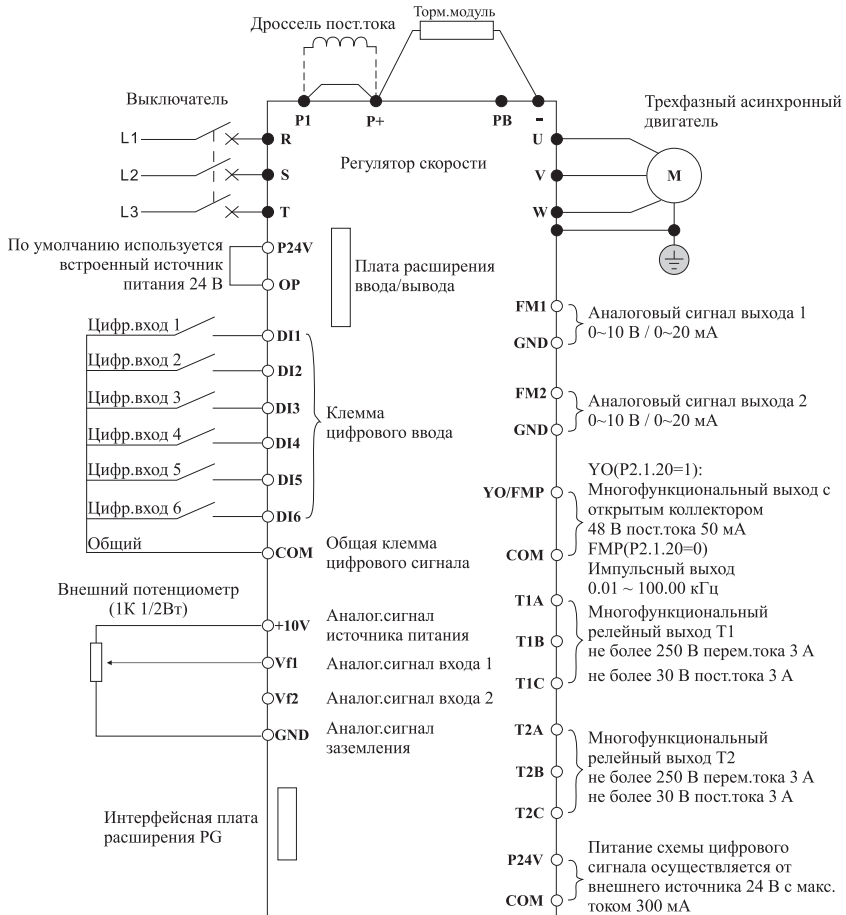 Торм.модуль
Дроссель пост.тока
Выключатель
P1
P+
PB
-
Трехфазный асинхронный
двигатель
L1
R
U
Регулятор скорости
L2
S
V
M
L3
T
W
По умолчанию используется
встроенный источник
питания 24 В
P24V
OP
Плата расширения
ввода/вывода
Цифр.вход 1
DI1
Цифр.вход 2
DI2
Цифр.вход 3
DI3
Цифр.вход 4
DI4
Цифр.вход 5
DI5
Цифр.вход 6
DI6
Клемма
цифрового ввода
Общий
COM
Общая клемма
цифрового сигнала
Внешний потенциометр
(1К 1/2Вт)
+10V
Аналог.сигнал
источника питания
Vf1
Аналог.сигнал входа 1
Vf2
Аналог.сигнал входа 2
GND
Аналог.сигнал
заземления
Интерфейсная плата
расширения PG
FM1
GND
Аналоговый сигнал выхода 1
0~10 В / 0~20 мА
FM2
GND
Аналоговый сигнал выхода 2
0~10 В / 0~20 мА
YO/FMP
COM
YO(P2.1.20=1):
Многофункциональный выход с
открытым коллектором
48 В пост.тока 50 мА
FMP(P2.1.20=0)
Импульсный выход
0.01 ~ 100.00 кГц
T1A
T1B
T1C
Многофункциональный
релейный выход T1
не более 250 В перем.тока 3 А
не более 30 В пост.тока 3 А
T2A
T2B
T2C
Многофункциональный
релейный выход T2
не более 250 В перем.тока 3 А
не более 30 В пост.тока 3 А
P24V
COM
Питание схемы цифрового
сигнала осуществляется от
внешнего источника 24 В с макс.
током 300 мА